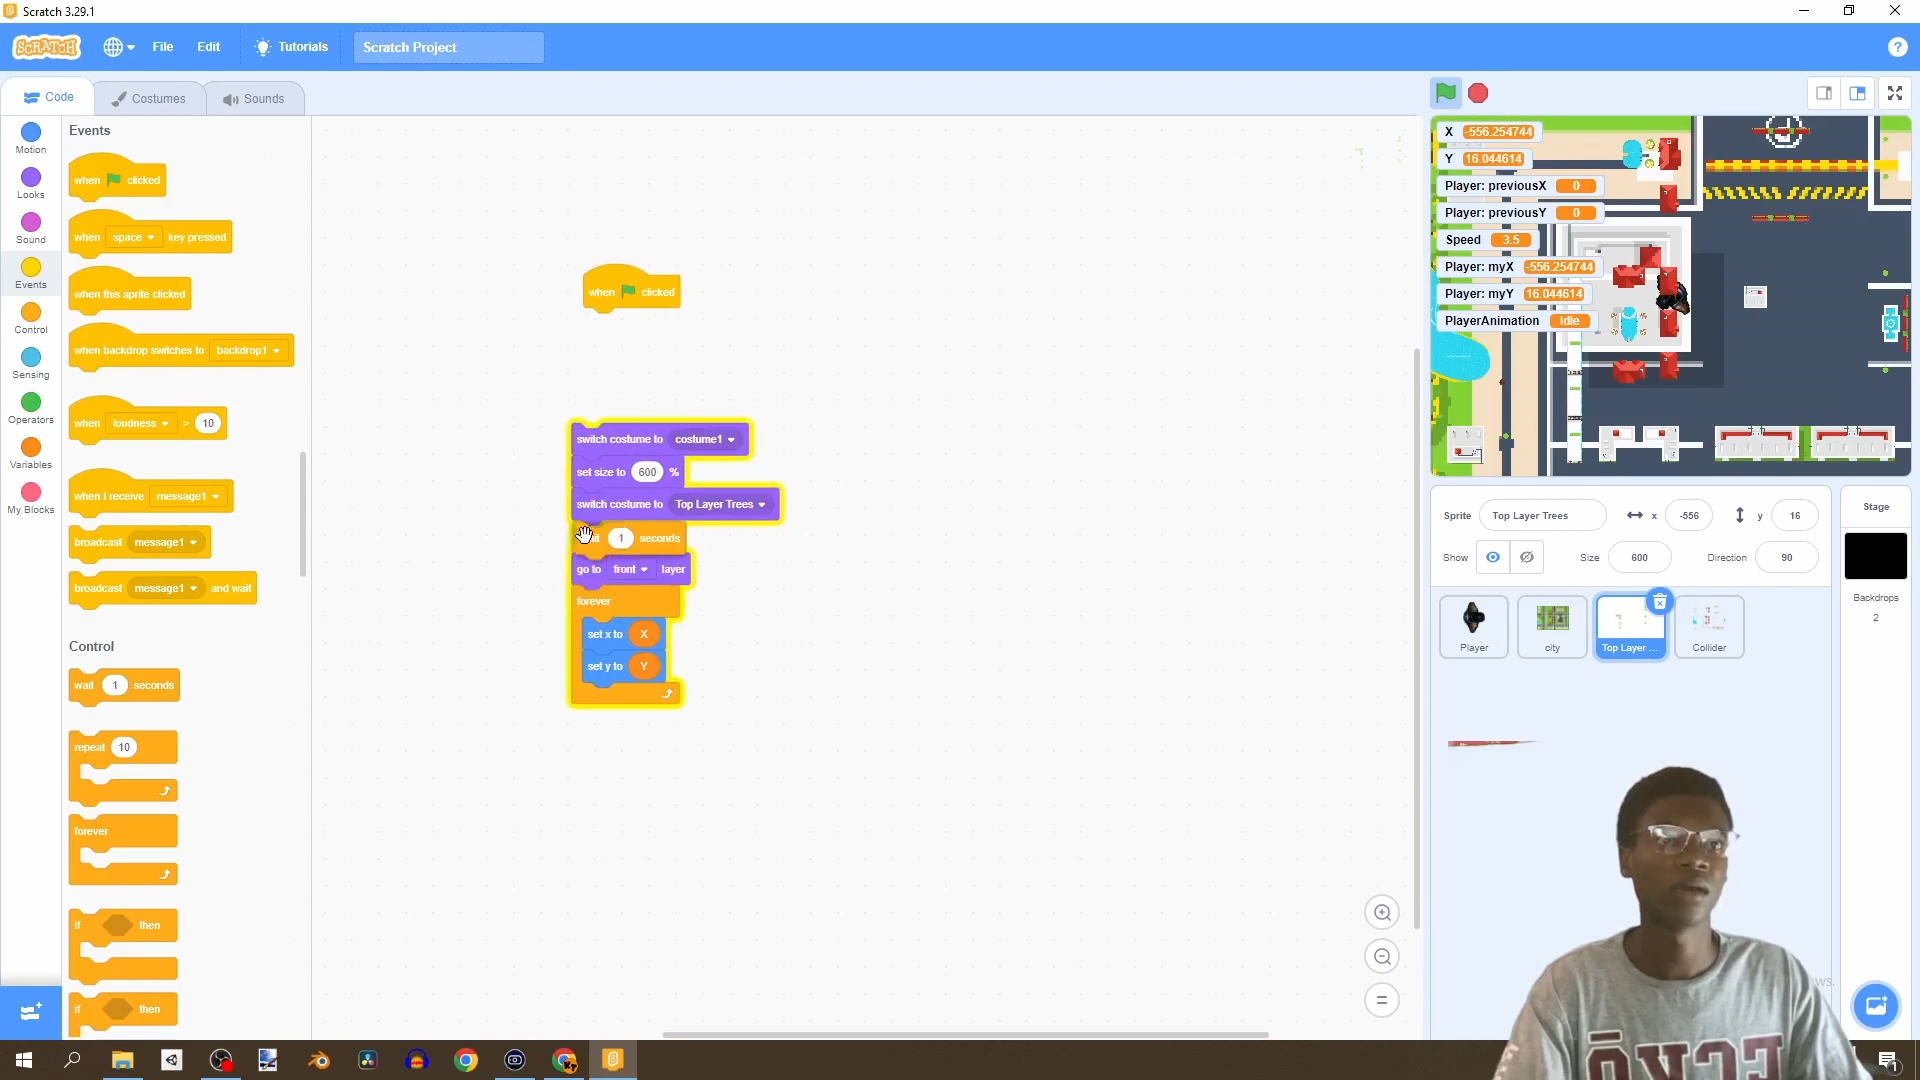 Scratch 3.29.1
SCRATCH File Edit Tutorials Scratch Project ?
Code Costumes Sounds
Motion
Looks
Sound
Events
Control
Sensing
Operators
Variables
My Blocks
Events
when clicked
when space key pressed
when this sprite clicked
when backdrop switches to backdrop1
when loudness > 10
when I receive message1
broadcast message1
broadcast message1 and wait
Control
wait 1 seconds
repeat 10
forever
if then
if then
when clicked
switch costume to costume1
set size to 600 %
switch costume to Top Layer Trees
1 seconds
go to front layer
forever
set x to X
set y to Y
X -556.254744
Y 16.044614
Player: previousX 0
Player: previousY 0
Speed 3.5
Player: myX -556.254744
Player: myY 16.044614
PlayerAnimation Idle
Sprite Top Layer Trees x -556 y 16
Show Size 600 Direction 90
Player
city
Top Layer ...
Collider
Stage
Backdrops
2